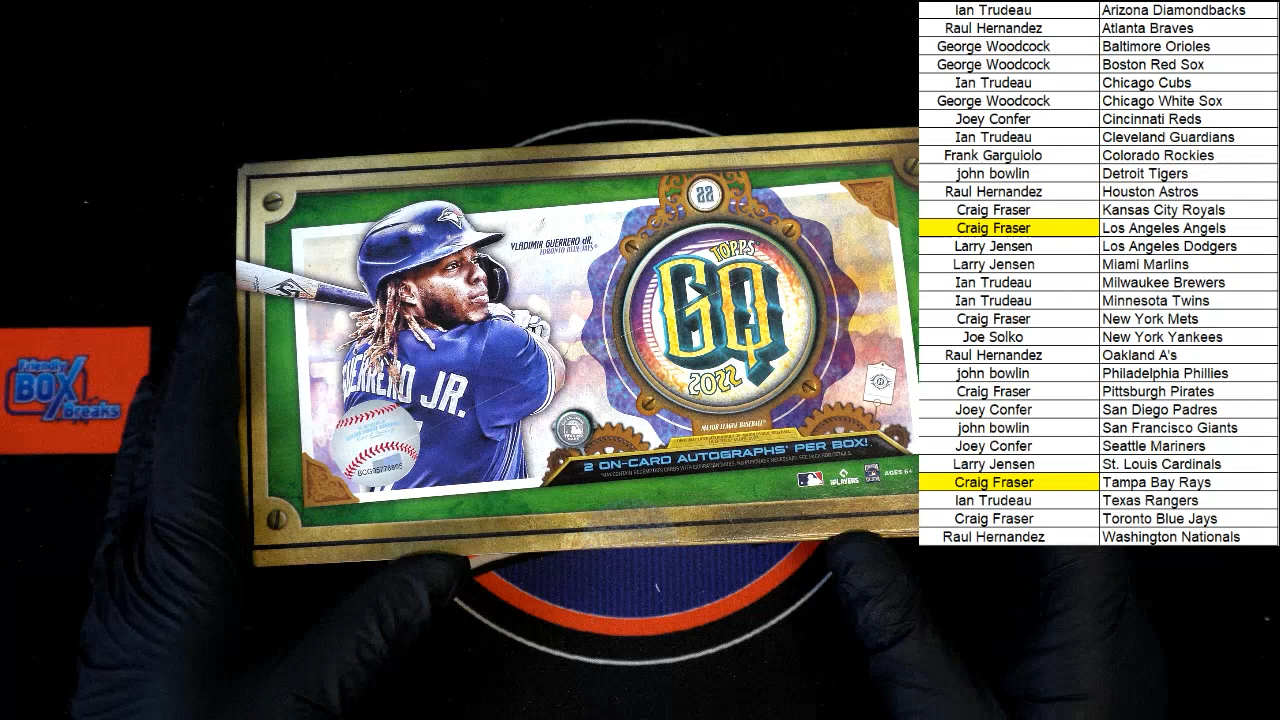 Ian Trudeau Arizona Diamondbacks
Raul Hernandez Atlanta Braves
George Woodcock Baltimore Orioles
George Woodcock Boston Red Sox
Ian Trudeau Chicago Cubs
George Woodcock Chicago White Sox
Joey Confer Cincinnati Reds
Ian Trudeau Cleveland Guardians
Frank Garguiolo Colorado Rockies
john bowlin Detroit Tigers
Raul Hernandez Houston Astros
Craig Fraser Kansas City Royals
Craig Fraser Los Angeles Angels
Larry Jensen Los Angeles Dodgers
Larry Jensen Miami Marlins
Ian Trudeau Milwaukee Brewers
Ian Trudeau Minnesota Twins
Craig Fraser New York Mets
Joe Solko New York Yankees
Raul Hernandez Oakland A's
john bowlin Philadelphia Phillies
Craig Fraser Pittsburgh Pirates
Joey Confer San Diego Padres
john bowlin San Francisco Giants
Joey Confer Seattle Mariners
Larry Jensen St. Louis Cardinals
Craig Fraser Tampa Bay Rays
Ian Trudeau Texas Rangers
Craig Fraser Toronto Blue Jays
Raul Hernandez Washington Nationals
22
VLADIMIR GUERRERO JR.
TORONTO BLUE JAYS
TOPPS
GQ
2022
GUERRERO JR.
MAJOR LEAGUE BASEBALL
2 ON-CARD AUTOGRAPHS* PER BOX!
PLAYERS
AGES 6+
Friendly
BOX
Breaks